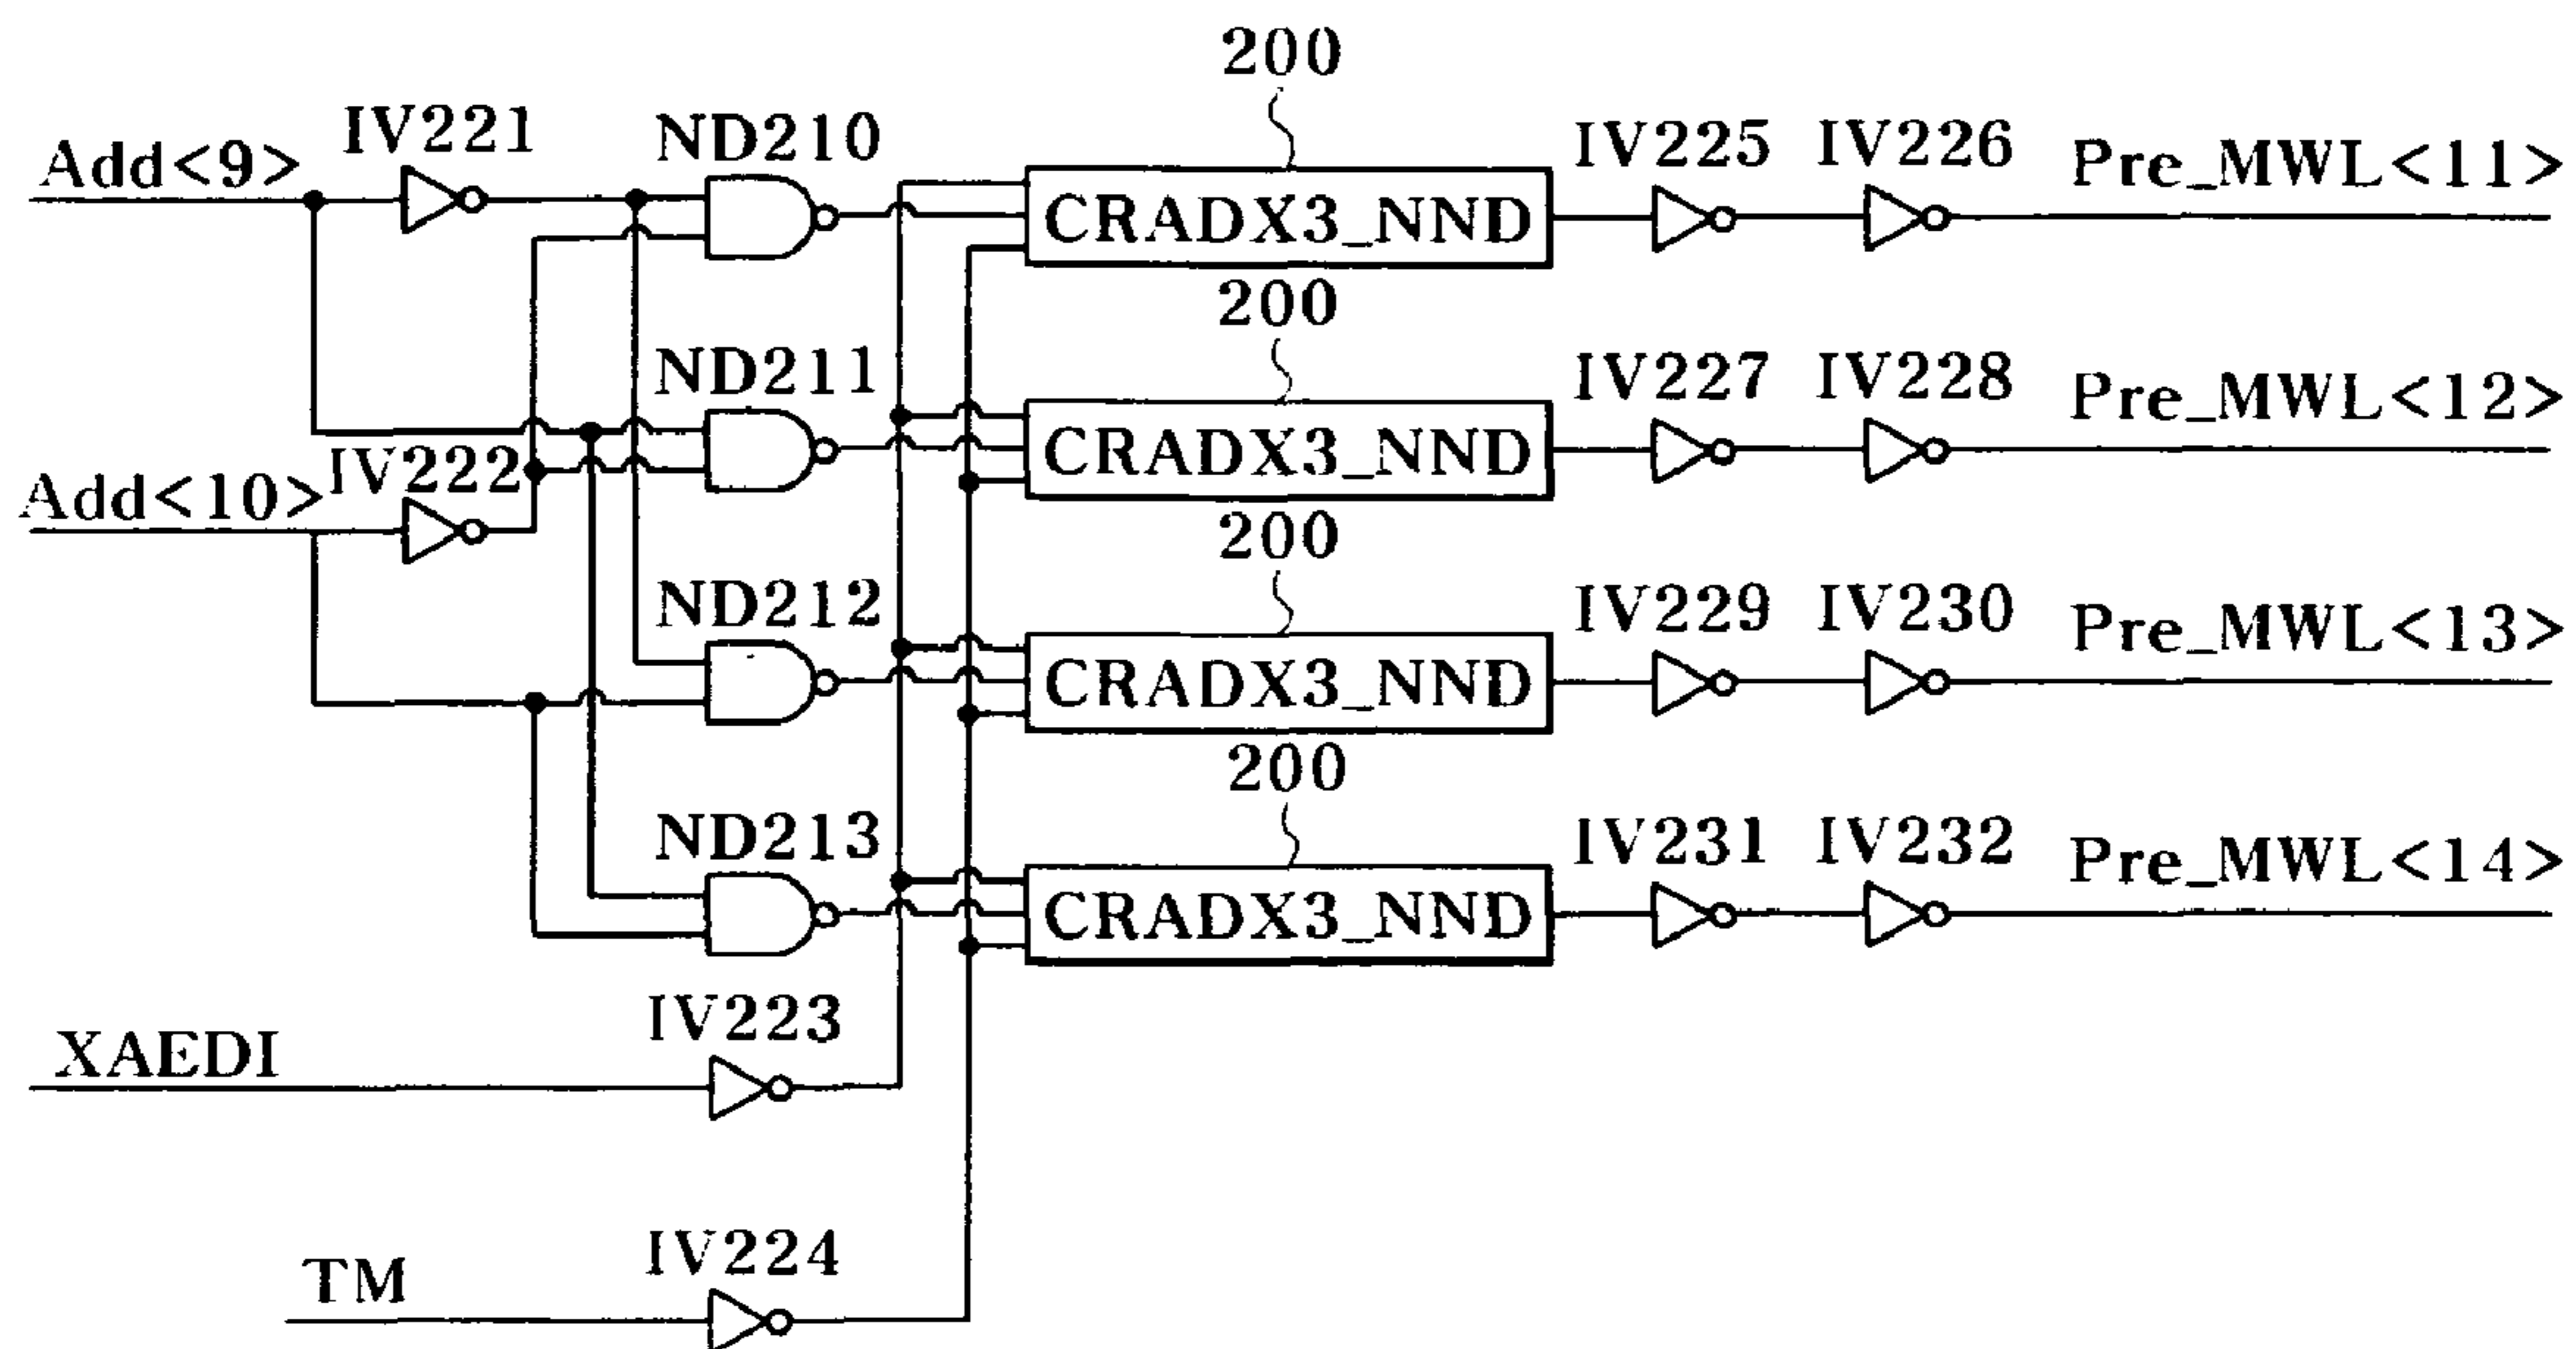 200
Add<9>
IV221
ND210
CRADX3_NND
IV225
IV226
Pre_MWL<11>
200
ND211
CRADX3_NND
IV227
IV228
Pre_MWL<12>
Add<10>
IV222
200
ND212
CRADX3_NND
IV229
IV230
Pre_MWL<13>
200
ND213
CRADX3_NND
IV231
IV232
Pre_MWL<14>
XAEDI
IV223
TM
IV224